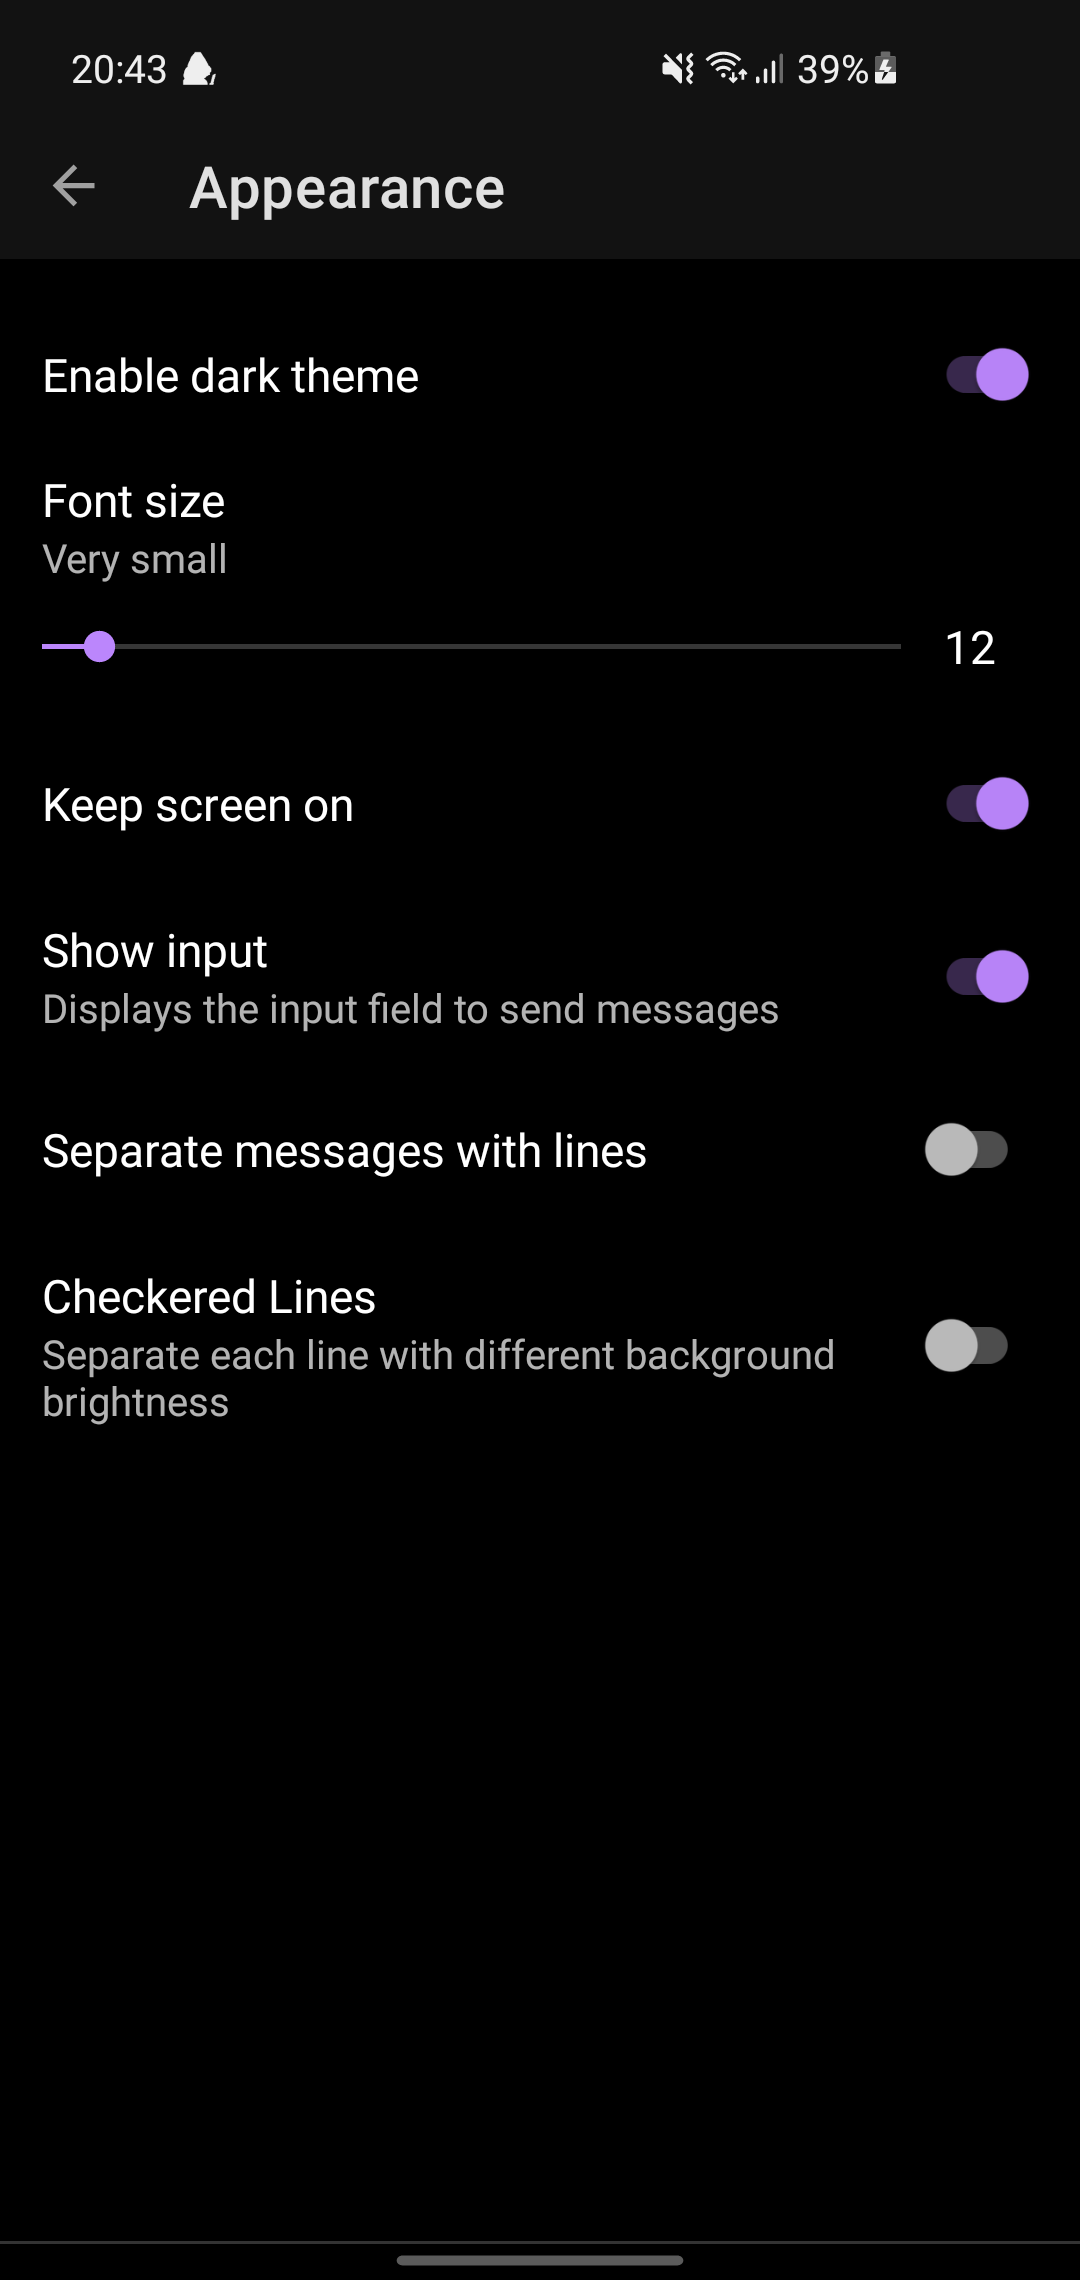 20:43
39%
Appearance
Enable dark theme
Font size
Very small
12
Keep screen on
Show input
Displays the input field to send messages
Separate messages with lines
Checkered Lines
Separate each line with different background
brightness